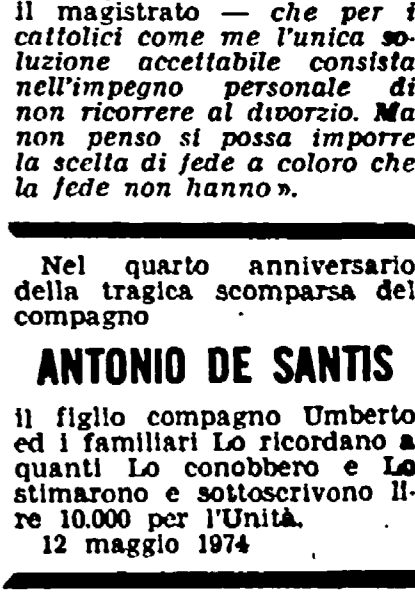 il magistrato — che per i
cattolici come me l'unica so-
luzione accettabile consista
nell'impegno personale di
non ricorrere al divorzio. Ma
non penso si possa imporre
la scelta di fede a coloro che
la fede non hanno».
Nel quarto anniversario
della tragica scomparsa del
compagno
ANTONIO DE SANTIS
il figlio compagno Umberto
ed i familiari Lo ricordano a
quanti Lo conobbero e Lo
stimarono e sottoscrivono li-
re 10.000 per l'Unità.
12 maggio 1974